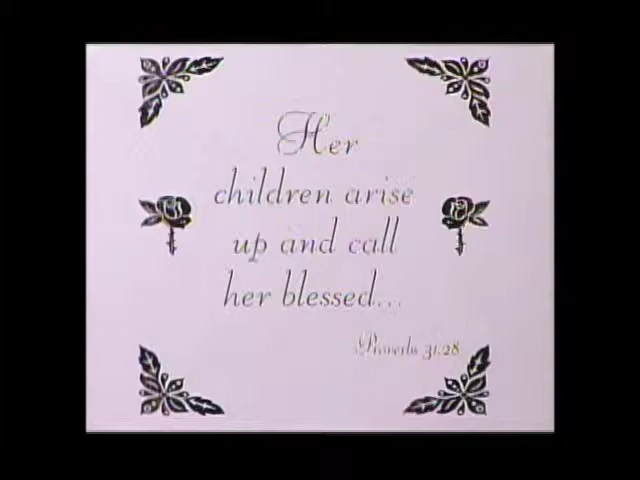 Her
children arise
up and call
her blessed...
Proverbs 31:28